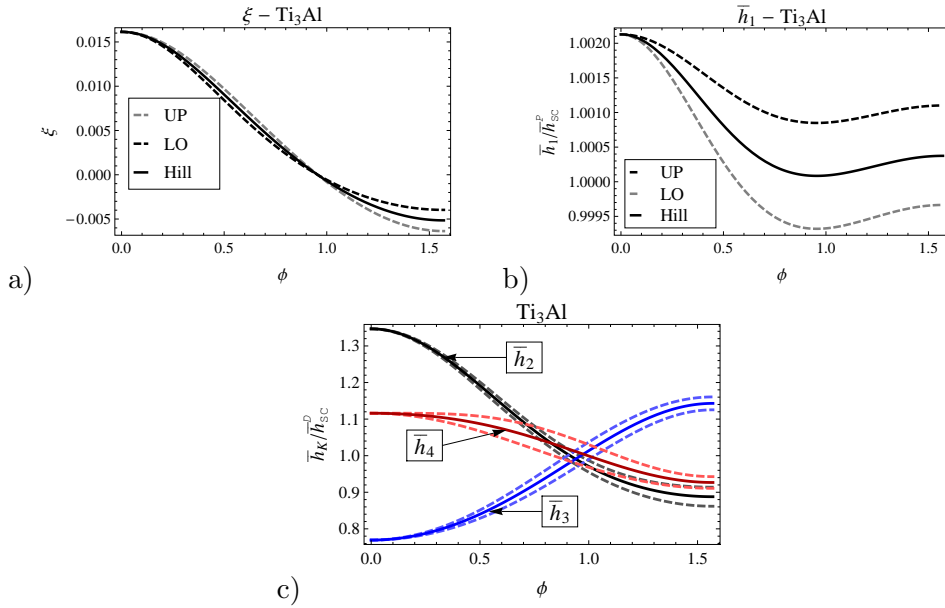 ξ − Ti₃Al
0.015
0.010
0.005
0.000
−0.005
ξ
UP
LO
Hill
0.0 0.5 1.0 1.5
ϕ
a)
h̅₁ − Ti₃Al
1.0020
1.0015
1.0010
1.0005
1.0000
0.9995
h̅₁/h̅ˢᶜᴾ
UP
LO
Hill
0.0 0.5 1.0 1.5
ϕ
b)
Ti₃Al
1.3
1.2
1.1
1.0
0.9
0.8
h̅_K/h̅_SC^D
h̅₂
h̅₄
h̅₃
0.0 0.5 1.0 1.5
ϕ
c)